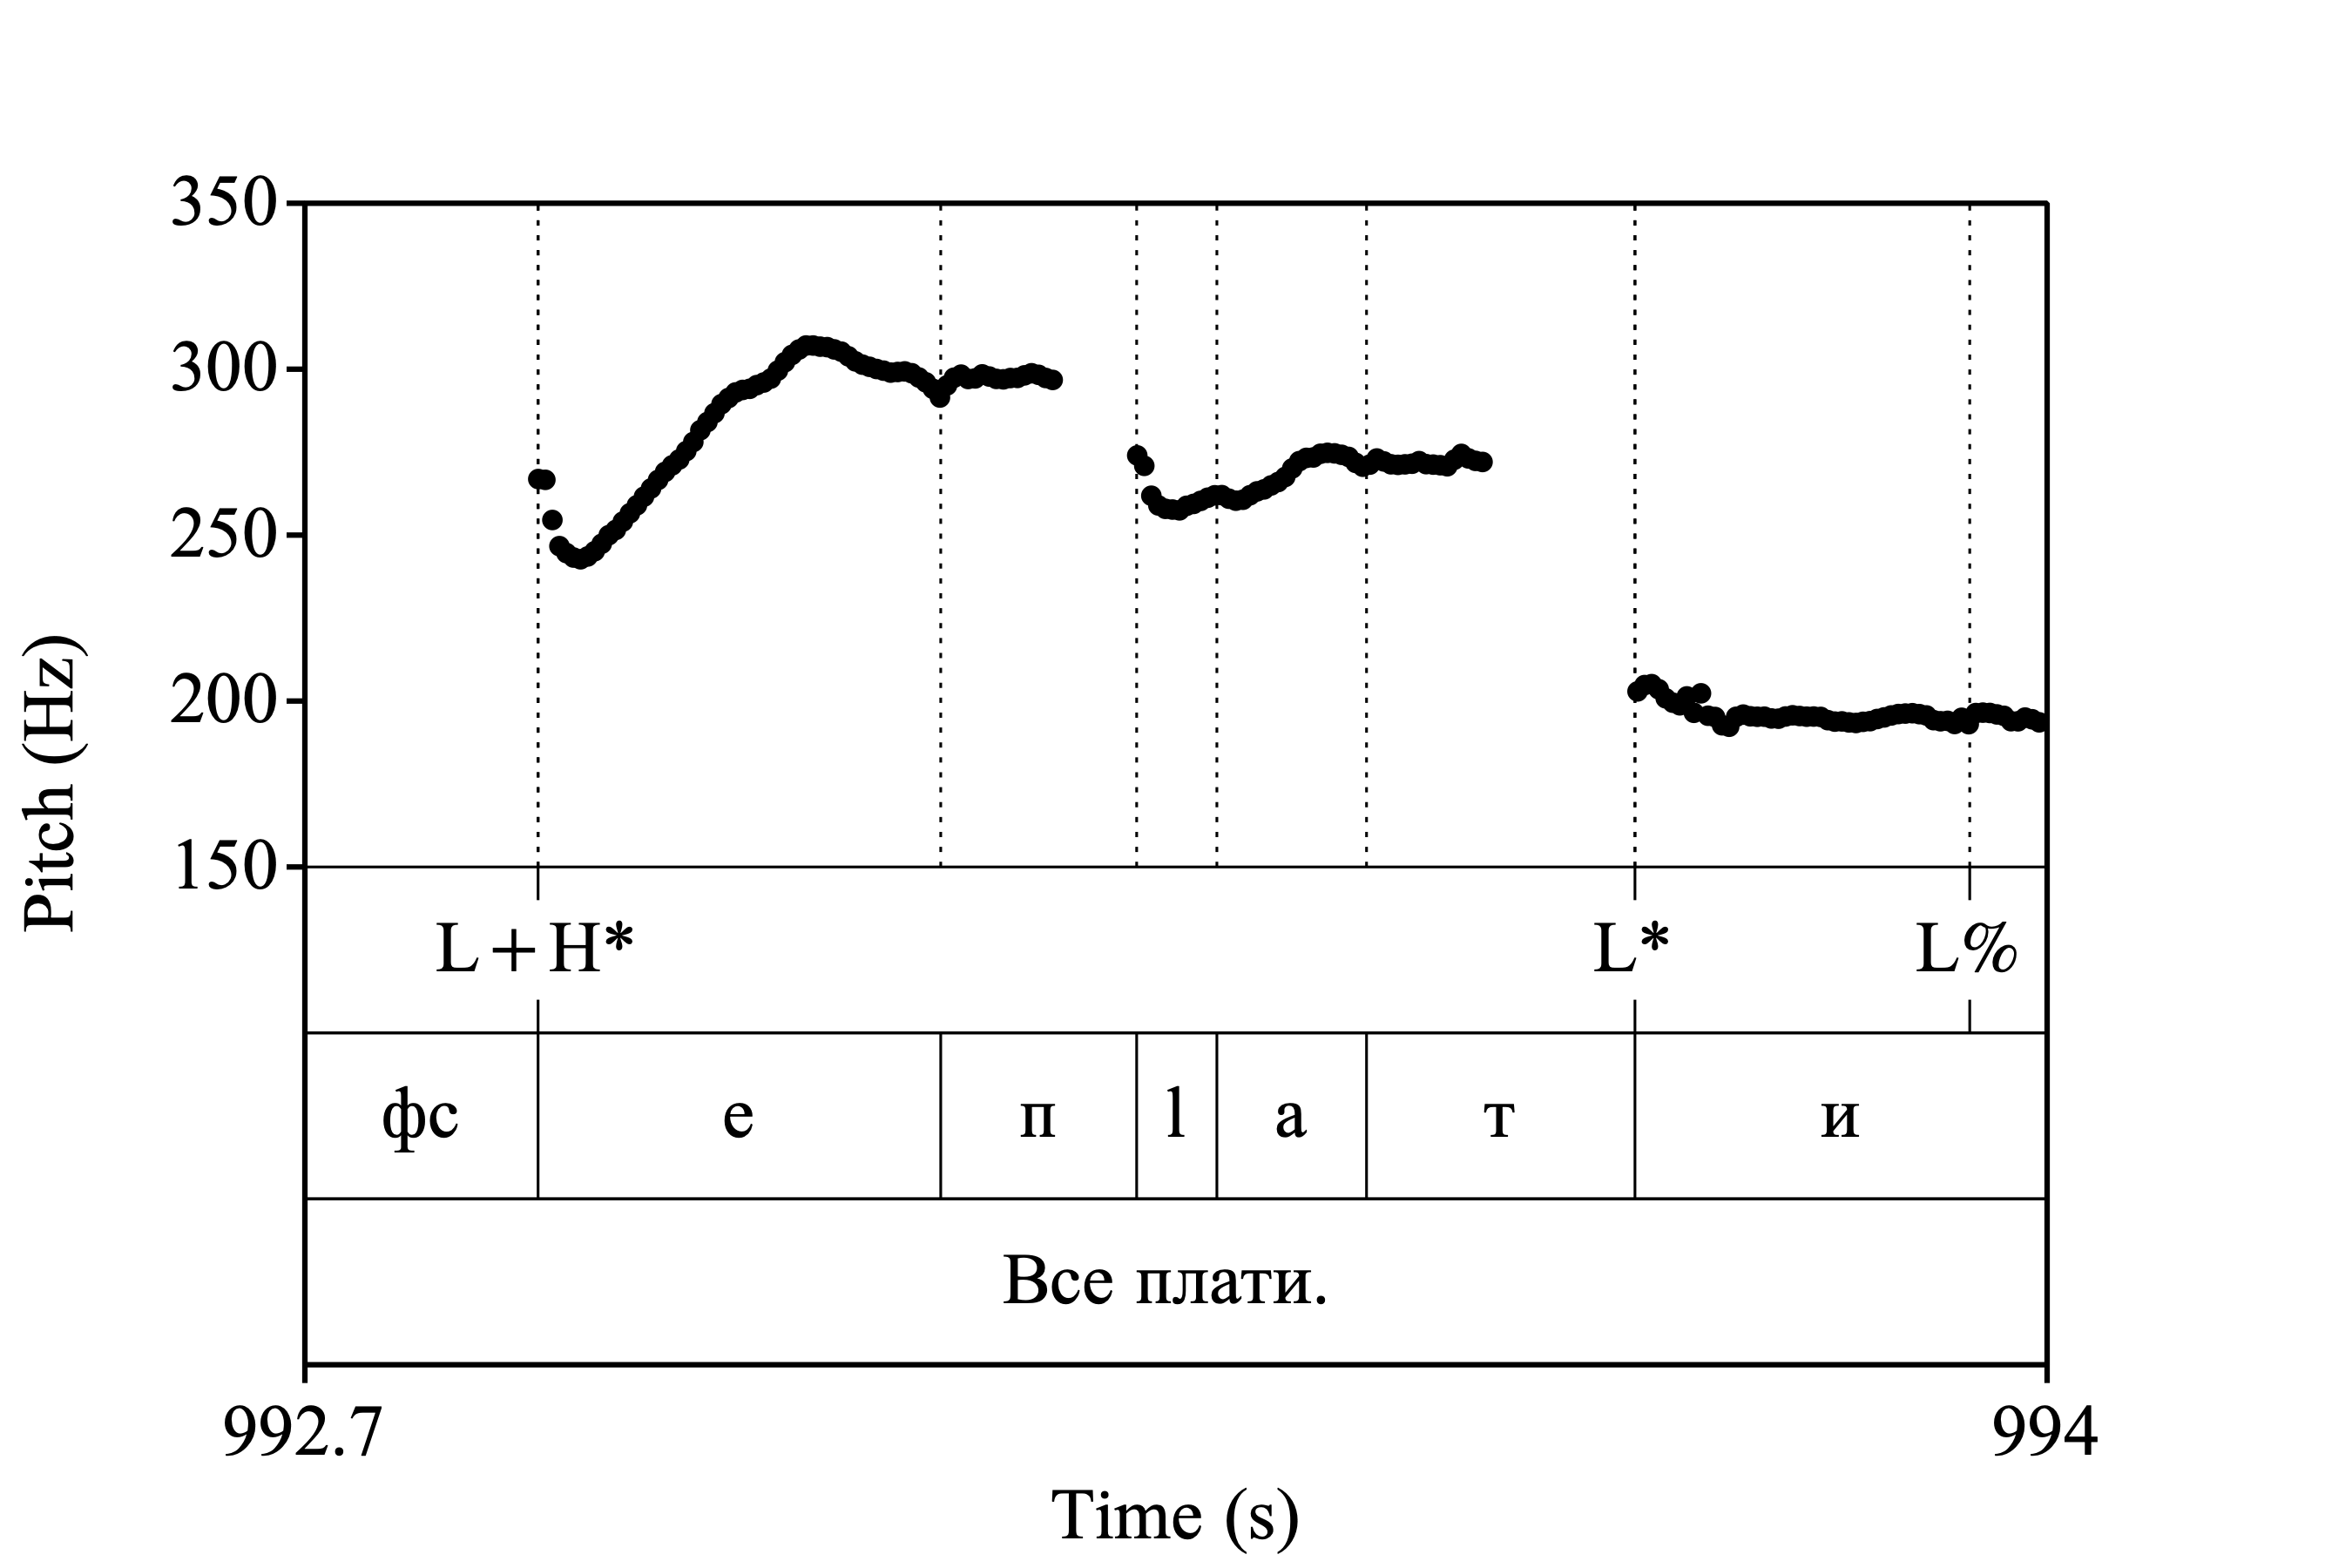 350
300
250
200
150
Pitch (Hz)
L+H* L* L%
фс е п l а т и
Все плати.
992.7 994
Time (s)